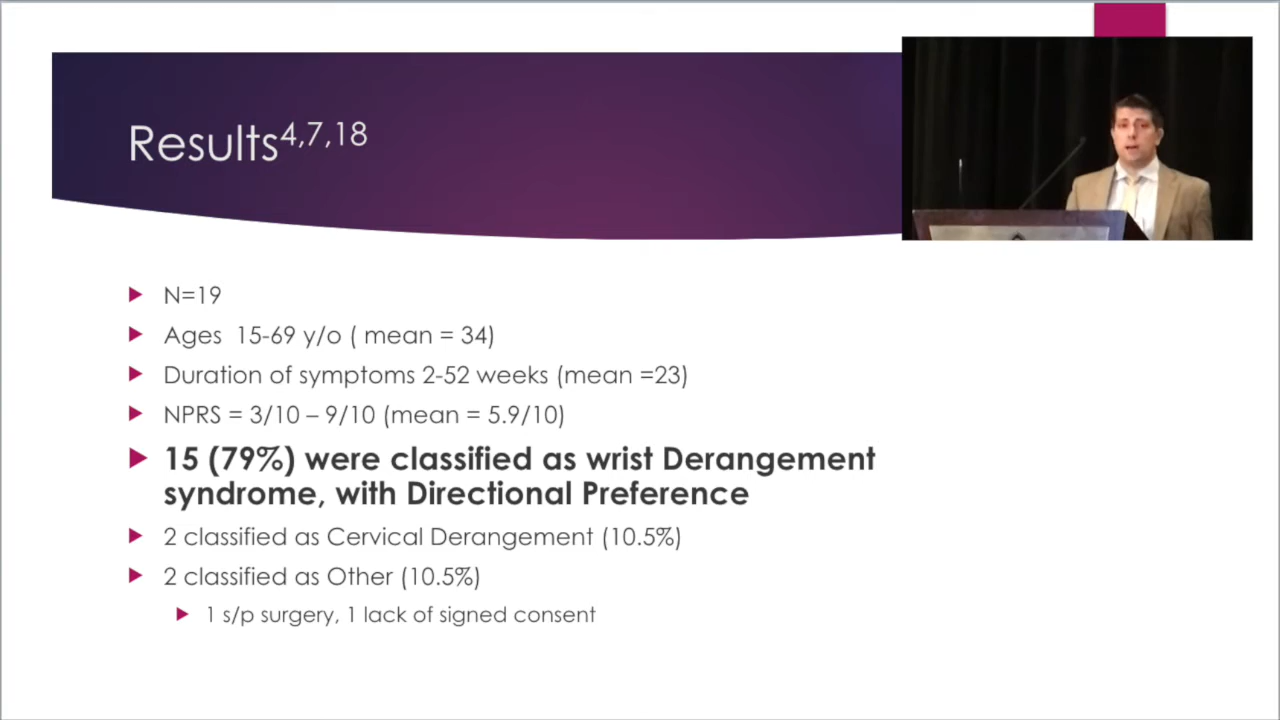 Results4,7,18
N=19
Ages 15-69 y/o ( mean = 34)
Duration of symptoms 2-52 weeks (mean =23)
NPRS = 3/10 – 9/10 (mean = 5.9/10)
15 (79%) were classified as wrist Derangement
syndrome, with Directional Preference
2 classified as Cervical Derangement (10.5%)
2 classified as Other (10.5%)
1 s/p surgery, 1 lack of signed consent